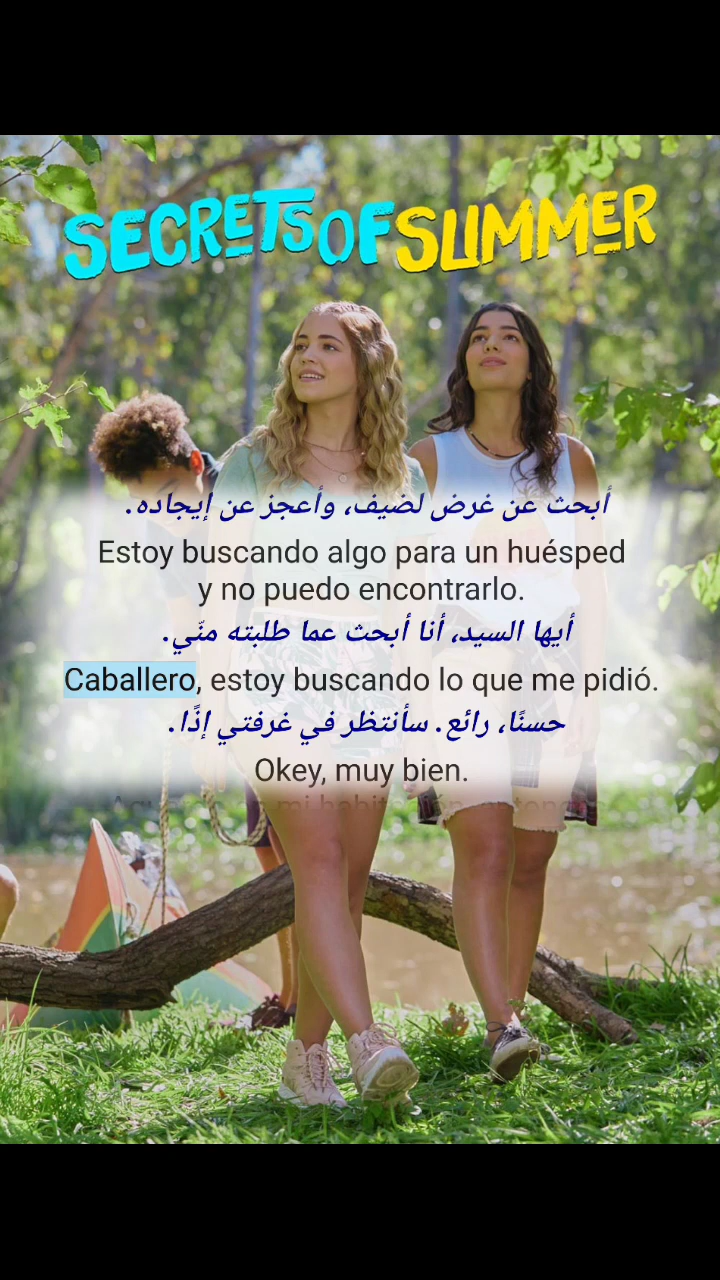 SECRETS OF SUMMER
أبحث عن غرض لضيف، وأعجز عن إيجاده.
Estoy buscando algo para un huésped
y no puedo encontrarlo.
أيها السيد، أنا أبحث عما طلبته منّي.
Caballero, estoy buscando lo que me pidió.
حسنًا، رائع. سأنتظر في غرفتي إذًا.
Okey, muy bien.
mi habitación